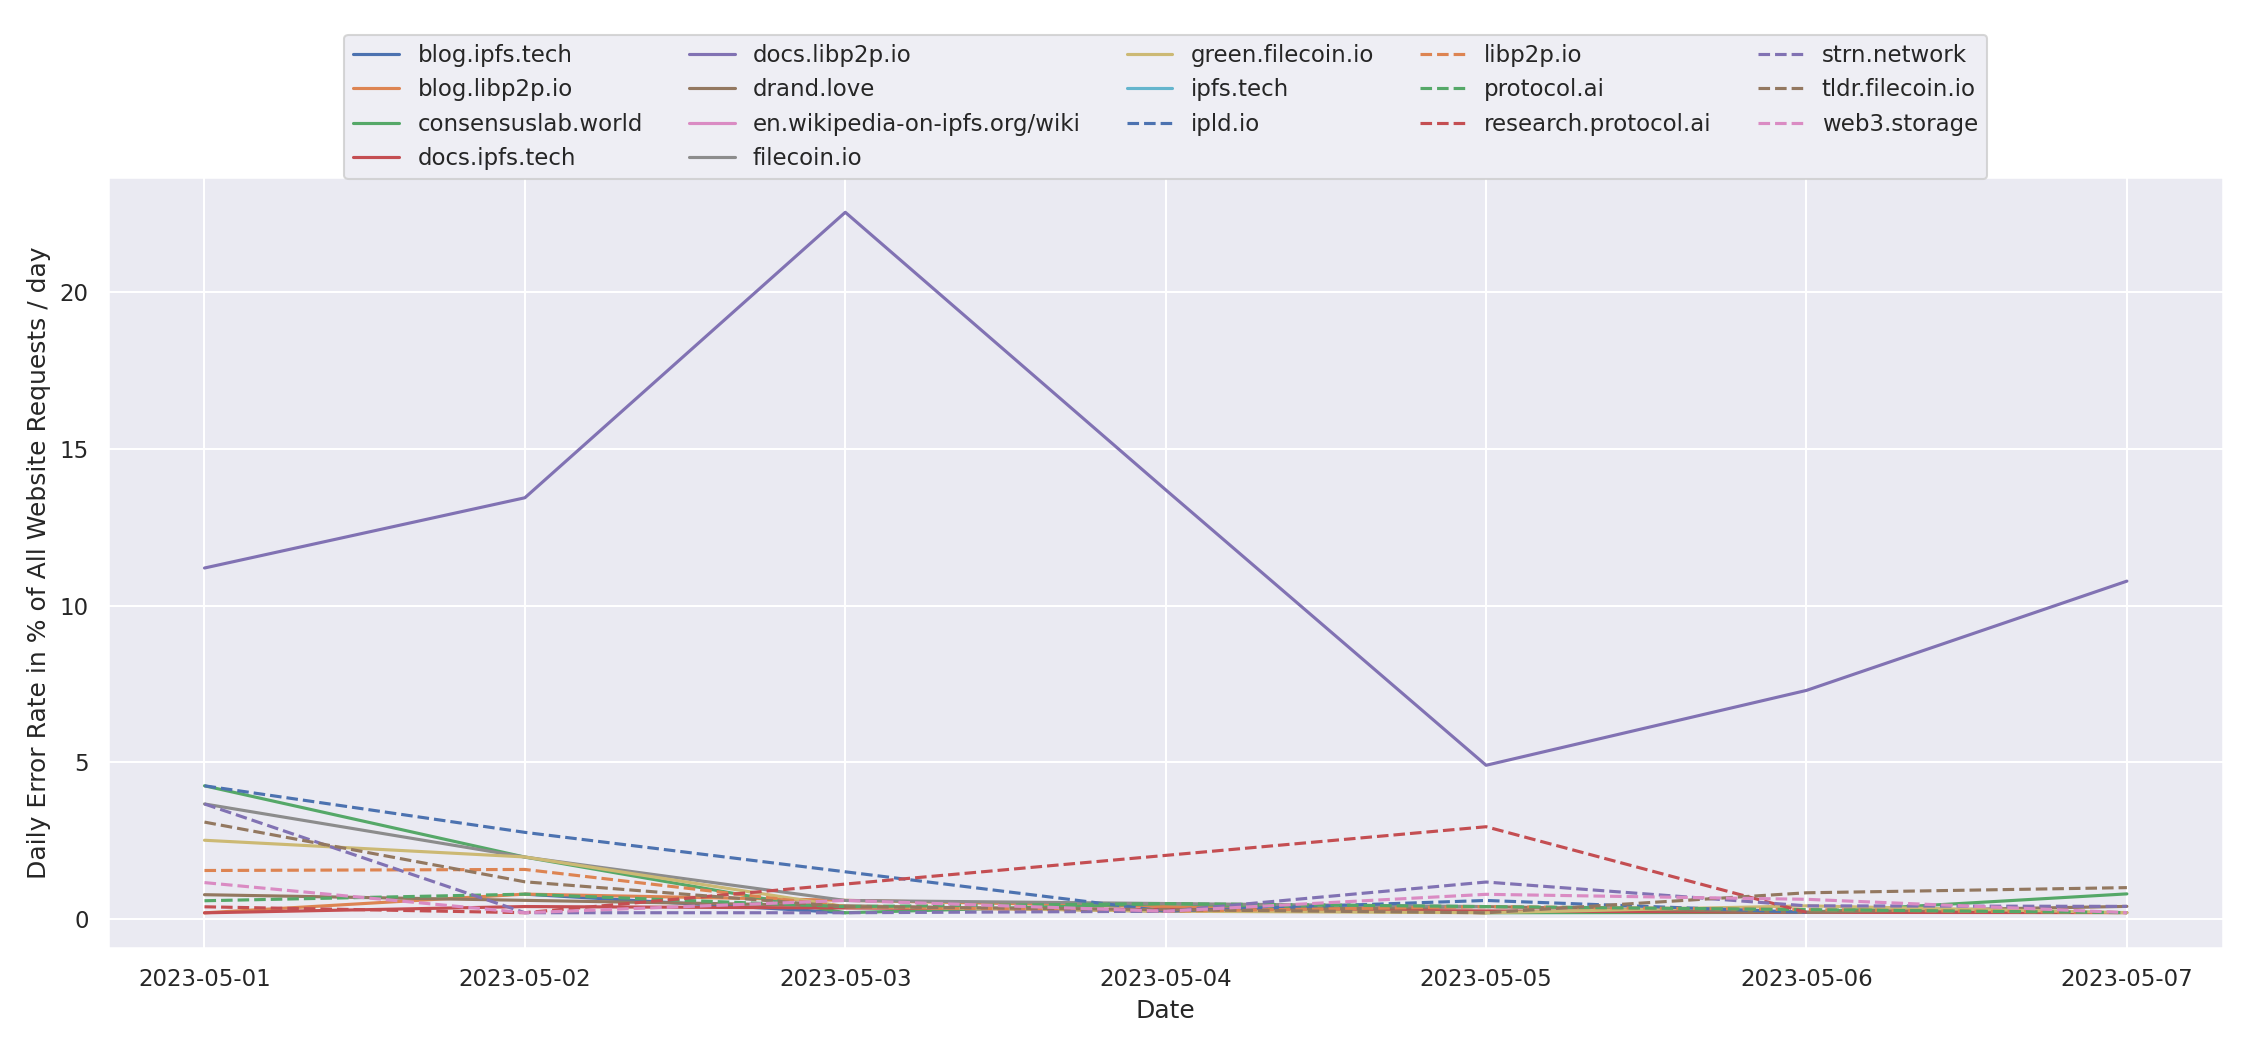 blog.ipfs.tech
blog.libp2p.io
consensuslab.world
docs.ipfs.tech
docs.libp2p.io
drand.love
en.wikipedia-on-ipfs.org/wiki
filecoin.io
green.filecoin.io
ipfs.tech
ipld.io
libp2p.io
protocol.ai
research.protocol.ai
strn.network
tldr.filecoin.io
web3.storage
Daily Error Rate in % of All Website Requests / day
20
15
10
5
0
2023-05-01
2023-05-02
2023-05-03
2023-05-04
2023-05-05
2023-05-06
2023-05-07
Date